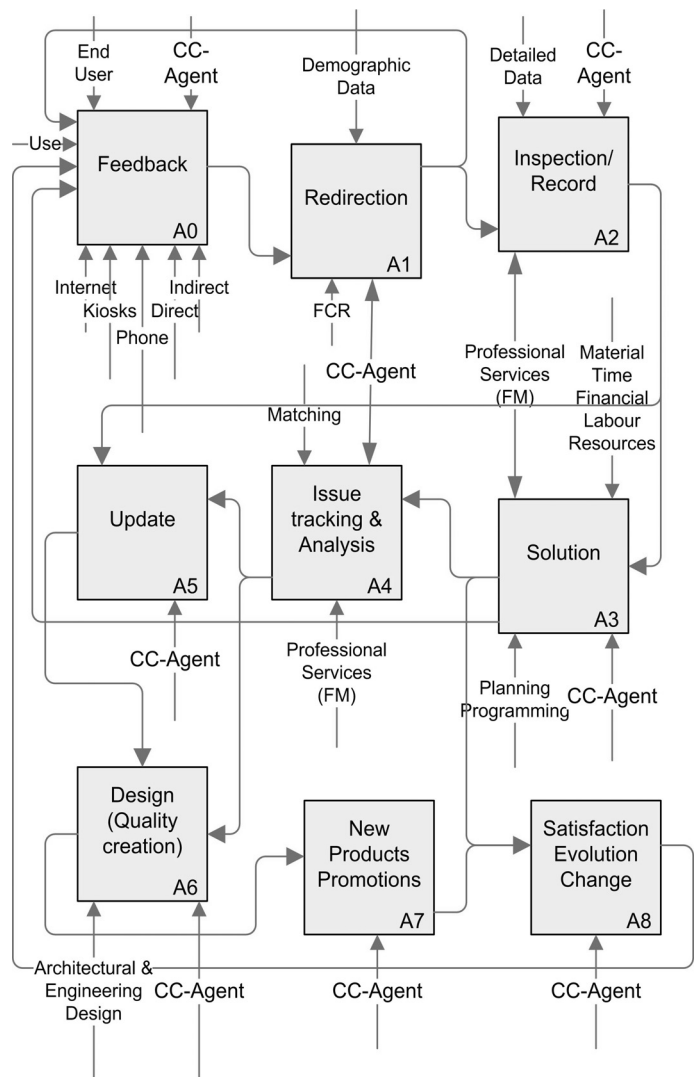 End
User
CC-
Agent
Demographic
Data
Detailed
Data
CC-
Agent
Use
Feedback
A0
Redirection
A1
Inspection/
Record
A2
Internet
Kiosks
Phone
Direct
Indirect
FCR
CC-Agent
Matching
Professional
Services
(FM)
Material
Time
Financial
Labour
Resources
Update
A5
Issue
tracking &
Analysis
A4
Solution
A3
CC-Agent
Professional
Services
(FM)
Planning
Programming
CC-Agent
Design
(Quality
creation)
A6
New
Products
Promotions
A7
Satisfaction
Evolution
Change
A8
Architectural &
Engineering
Design
CC-Agent
CC-Agent
CC-Agent